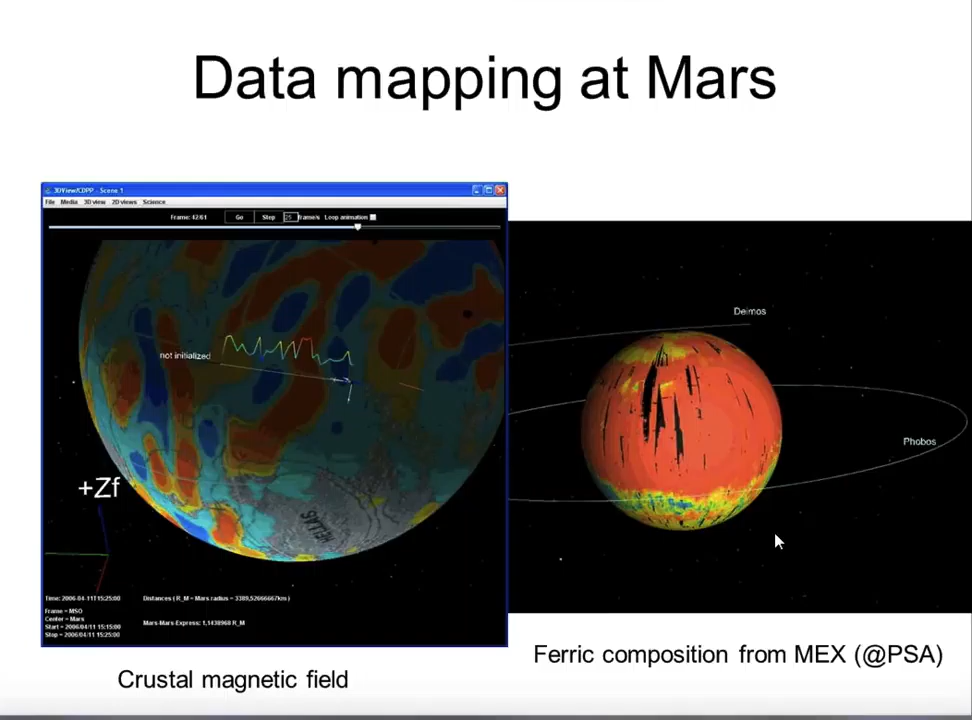 Data mapping at Mars
3DView/CDPP - Scene 1
File Media 3D view 2D views Science
Frame: 42/61 Go Step 25 frame/s Loop animation
not initialized
+Zf
HELLAS
Time: 2006-04-11T15:25:00 Distances ( R_M = Mars radius = 3389,52666667km )
Frame = MSO
Center = Mars
Start = 2006/04/11 15:15:00 Mars-Mars-Express: 1,1438968 R_M
Stop = 2006/04/11 15:25:00
Crustal magnetic field
Deimos
Phobos
Ferric composition from MEX (@PSA)